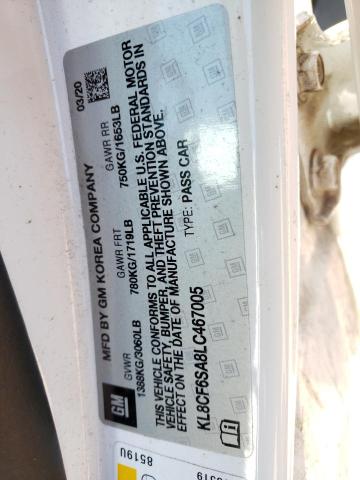 MFD BY GM KOREA COMPANY
03/20
GVWR
GAWR FRT
GAWR RR
1388KG/3060LB
780KG/1719LB
750KG/1653LB
THIS VEHICLE CONFORMS TO ALL APPLICABLE U.S. FEDERAL MOTOR
VEHICLE SAFETY, BUMPER, AND THEFT PREVENTION STANDARDS IN
EFFECT ON THE DATE OF MANUFACTURE SHOWN ABOVE.
TYPE: PASS CAR
KL8CF6SA8LC467005
GM
8519U